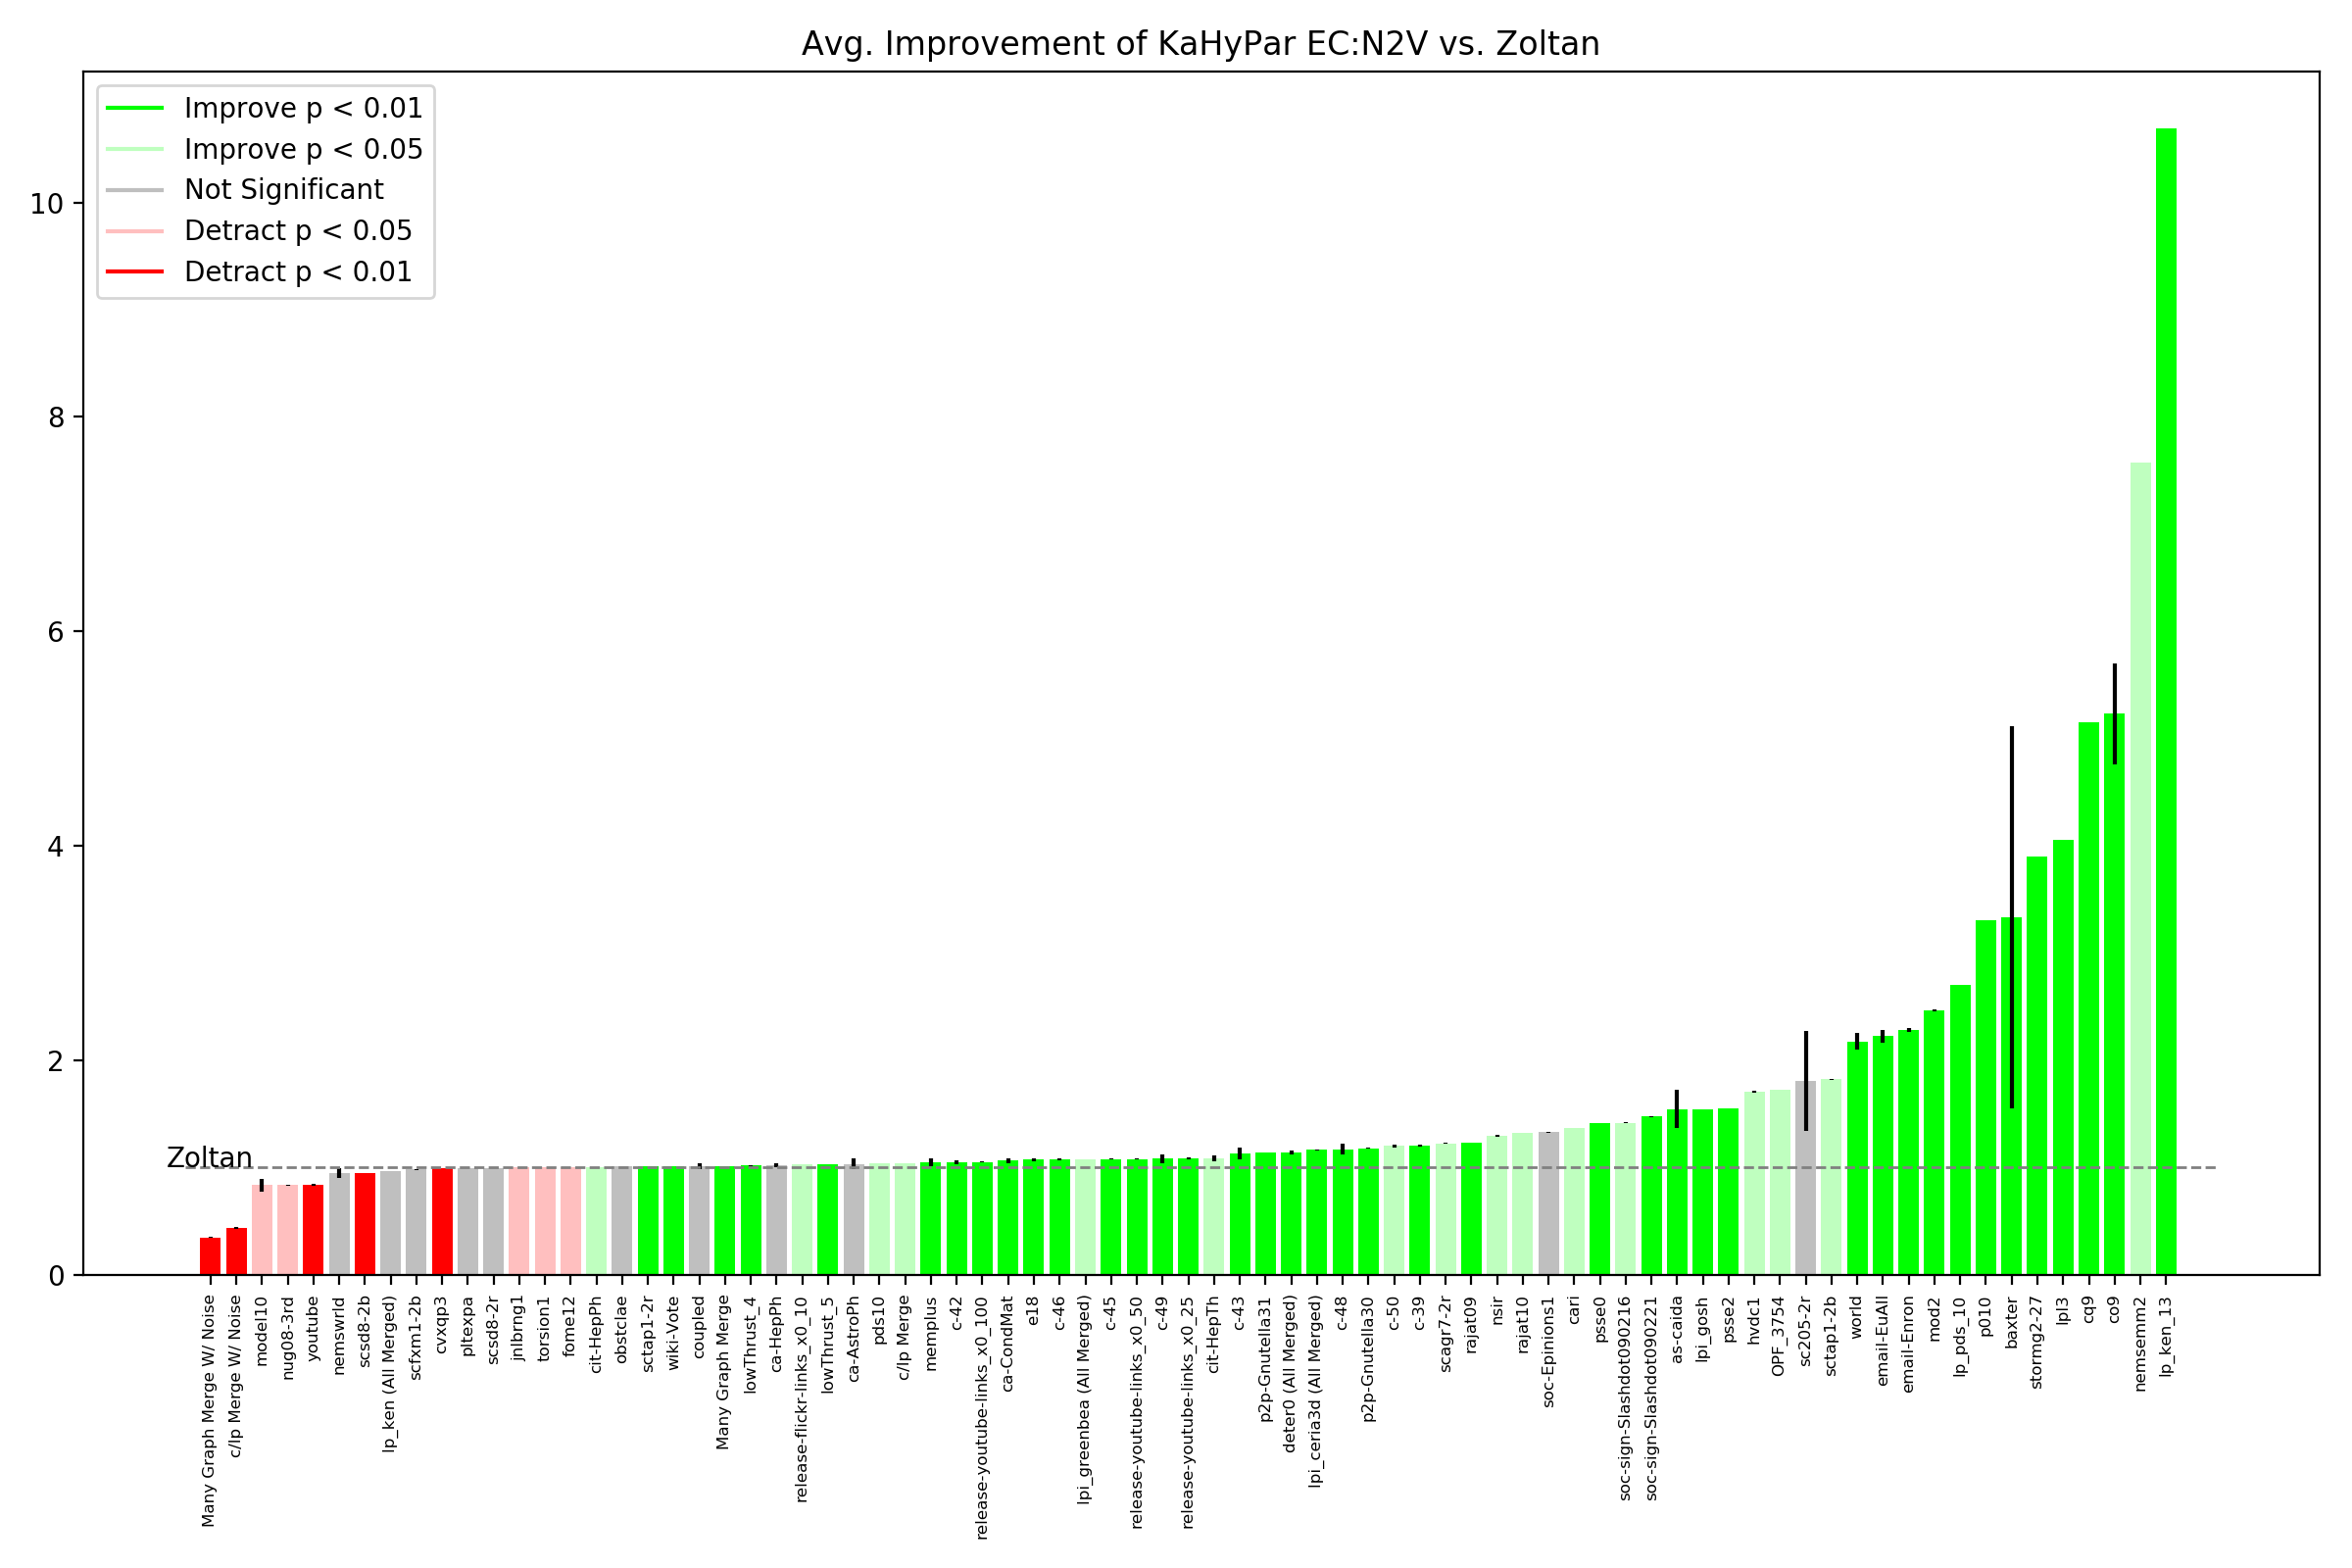 Avg. Improvement of KaHyPar EC:N2V vs. Zoltan
Improve p < 0.01
Improve p < 0.05
Not Significant
Detract p < 0.05
Detract p < 0.01
10
8
6
4
2
0
Zoltan
Many Graph Merge W/ Noise
c/lp Merge W/ Noise
model10
nug08-3rd
youtube
nemswrld
scsd8-2b
lp_ken (All Merged)
scfxm1-2b
cvxqp3
pltexpa
scsd8-2r
jnlbrng1
torsion1
fome12
cit-HepPh
obstclae
sctap1-2r
wiki-Vote
coupled
Many Graph Merge
lowThrust_4
ca-HepPh
release-flickr-links_x0_10
lowThrust_5
ca-AstroPh
pds10
c/lp Merge
memplus
c-42
release-youtube-links_x0_100
ca-CondMat
e18
c-46
lpi_greenbea (All Merged)
c-45
release-youtube-links_x0_50
c-49
release-youtube-links_x0_25
cit-HepTh
c-43
p2p-Gnutella31
deter0 (All Merged)
lpi_ceria3d (All Merged)
c-48
p2p-Gnutella30
c-50
c-39
scagr7-2r
rajat09
nsir
rajat10
soc-Epinions1
cari
psse0
soc-sign-Slashdot090216
soc-sign-Slashdot090221
as-caida
lpi_gosh
psse2
hvdc1
OPF_3754
sc205-2r
sctap1-2b
world
email-EuAll
email-Enron
mod2
lp_pds_10
p010
baxter
stormg2-27
lpl3
cq9
co9
nemsemm2
lp_ken_13